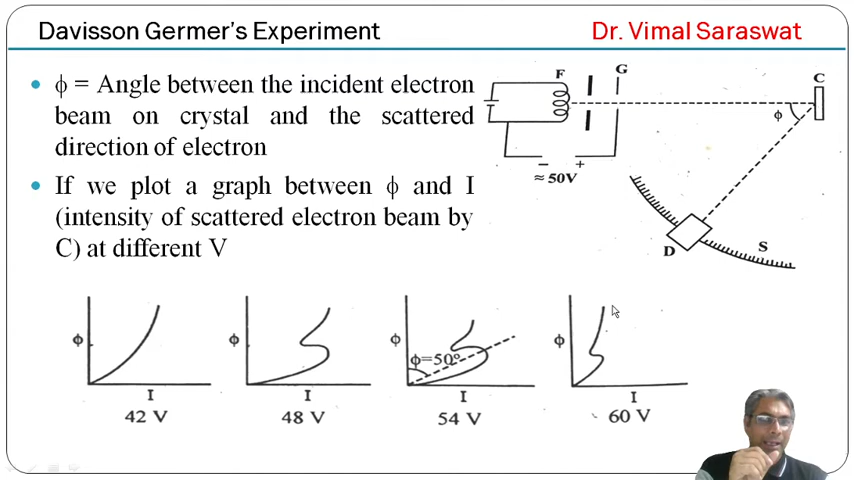 Davisson Germer's Experiment
Dr. Vimal Saraswat
• ϕ = Angle between the incident electron
beam on crystal and the scattered
direction of electron
• If we plot a graph between ϕ and I
(intensity of scattered electron beam by
C) at different V
F
G
C
ϕ
− +
≈ 50V
D
S
ϕ
I
42 V
ϕ
I
48 V
ϕ
ϕ=50°
I
54 V
ϕ
I
60 V